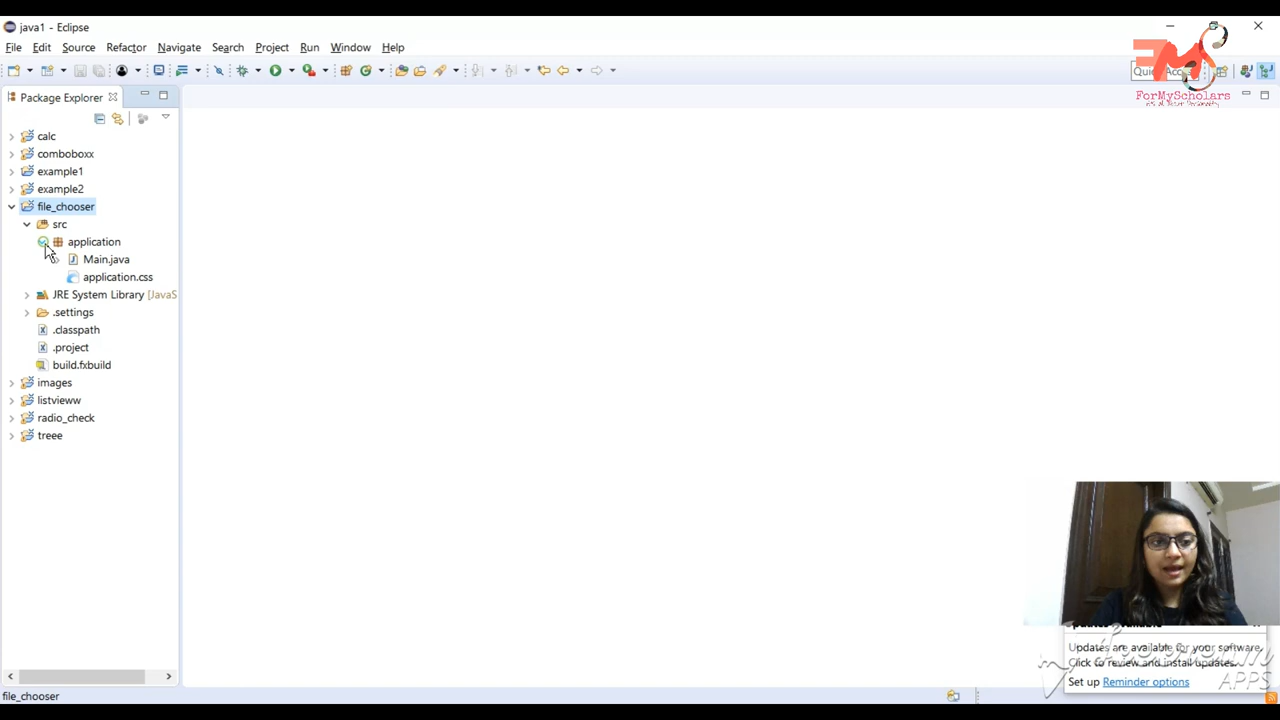 java1 - Eclipse
File Edit Source Refactor Navigate Search Project Run Window Help
ForMyScholars
Package Explorer
calc
comboboxx
example1
example2
file_chooser
src
application
Main.java
application.css
JRE System Library [JavaS
.settings
.classpath
.project
build.fxbuild
images
listvieww
radio_check
treee
Updates are available for your software.
Click to review and install updates.
Set up Reminder options
APPS
file_chooser